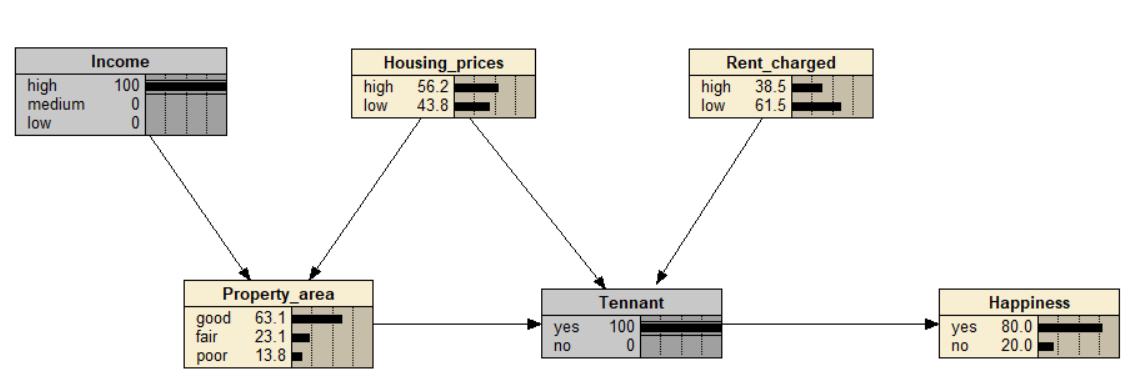 Income
high 100
medium 0
low 0
Housing_prices
high 56.2
low 43.8
Rent_charged
high 38.5
low 61.5
Property_area
good 63.1
fair 23.1
poor 13.8
Tennant
yes 100
no 0
Happiness
yes 80.0
no 20.0